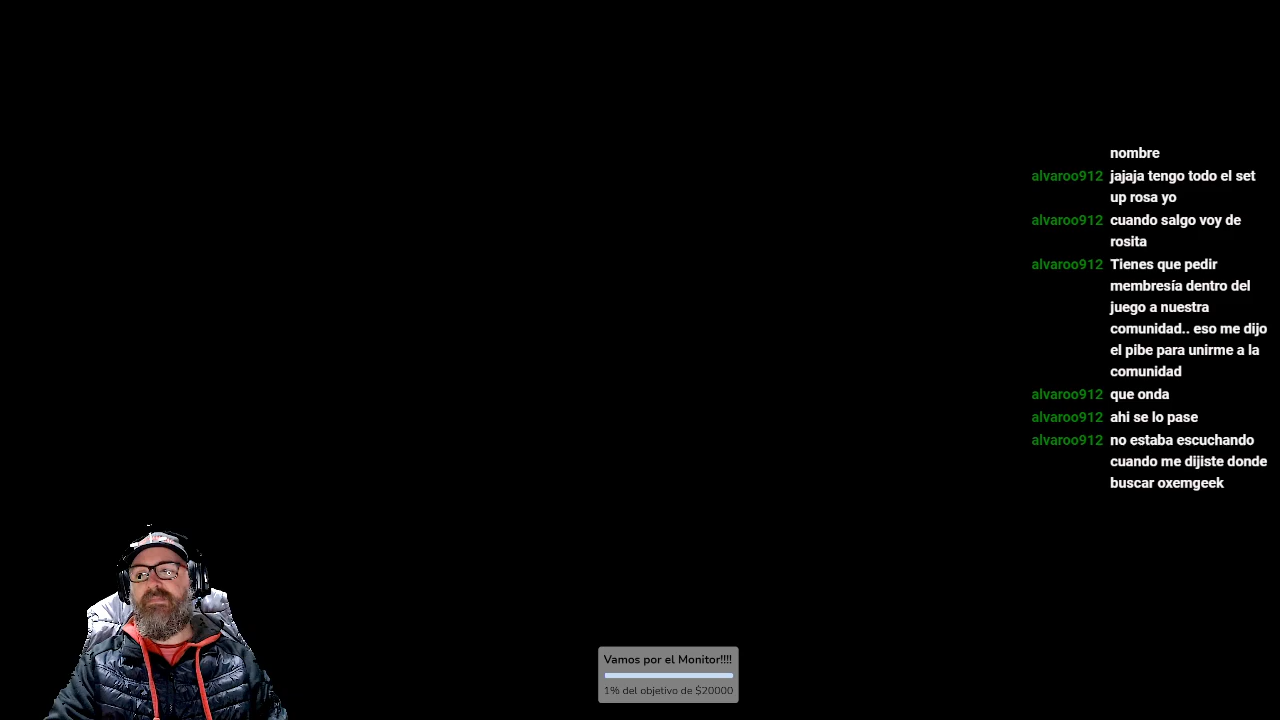 nombre
alvaroo912 jajaja tengo todo el set
up rosa yo
alvaroo912 cuando salgo voy de
rosita
alvaroo912 Tienes que pedir
membresía dentro del
juego a nuestra
comunidad.. eso me dijo
el pibe para unirme a la
comunidad
alvaroo912 que onda
alvaroo912 ahi se lo pase
alvaroo912 no estaba escuchando
cuando me dijiste donde
buscar oxemgeek
Vamos por el Monitor!!!!
1% del objetivo de $20000